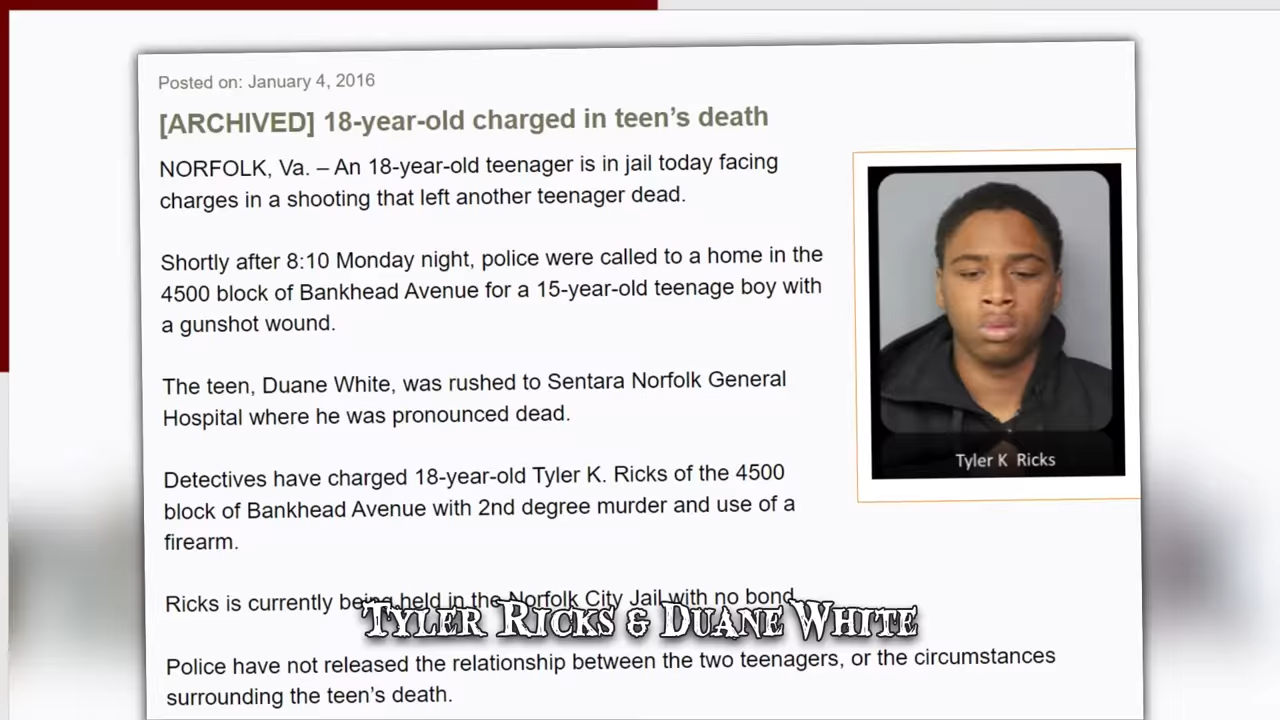 Posted on: January 4, 2016
[ARCHIVED] 18-year-old charged in teen’s death
NORFOLK, Va. – An 18-year-old teenager is in jail today facing
charges in a shooting that left another teenager dead.
Shortly after 8:10 Monday night, police were called to a home in the
4500 block of Bankhead Avenue for a 15-year-old teenage boy with
a gunshot wound.
The teen, Duane White, was rushed to Sentara Norfolk General
Hospital where he was pronounced dead.
Detectives have charged 18-year-old Tyler K. Ricks of the 4500
block of Bankhead Avenue with 2nd degree murder and use of a
firearm.
Ricks is currently being held in the Norfolk City Jail with no bond.
Police have not released the relationship between the two teenagers, or the circumstances
surrounding the teen’s death.
Tyler K Ricks
Tyler Ricks & Duane White